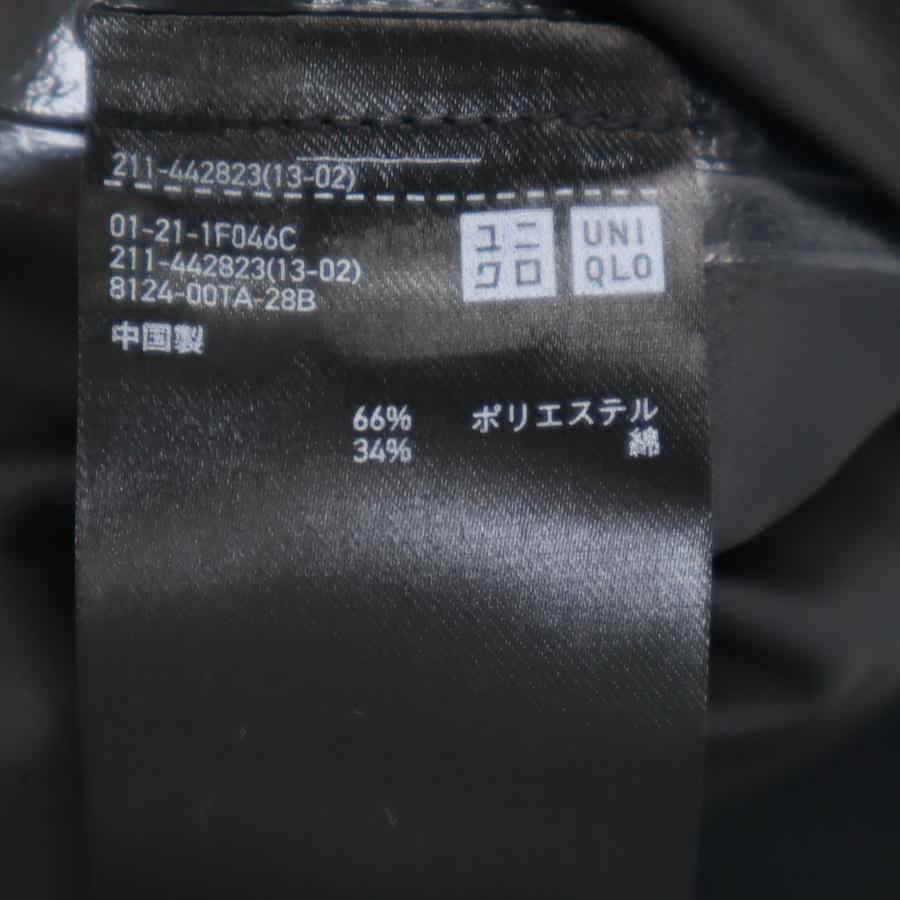 211-442823(13-02)
01-21-1F046C
211-442823(13-02)
8124-00TA-28B
ユニ
クロ
UNI
QLO
中国製
66% ポリエステル
34% 綿